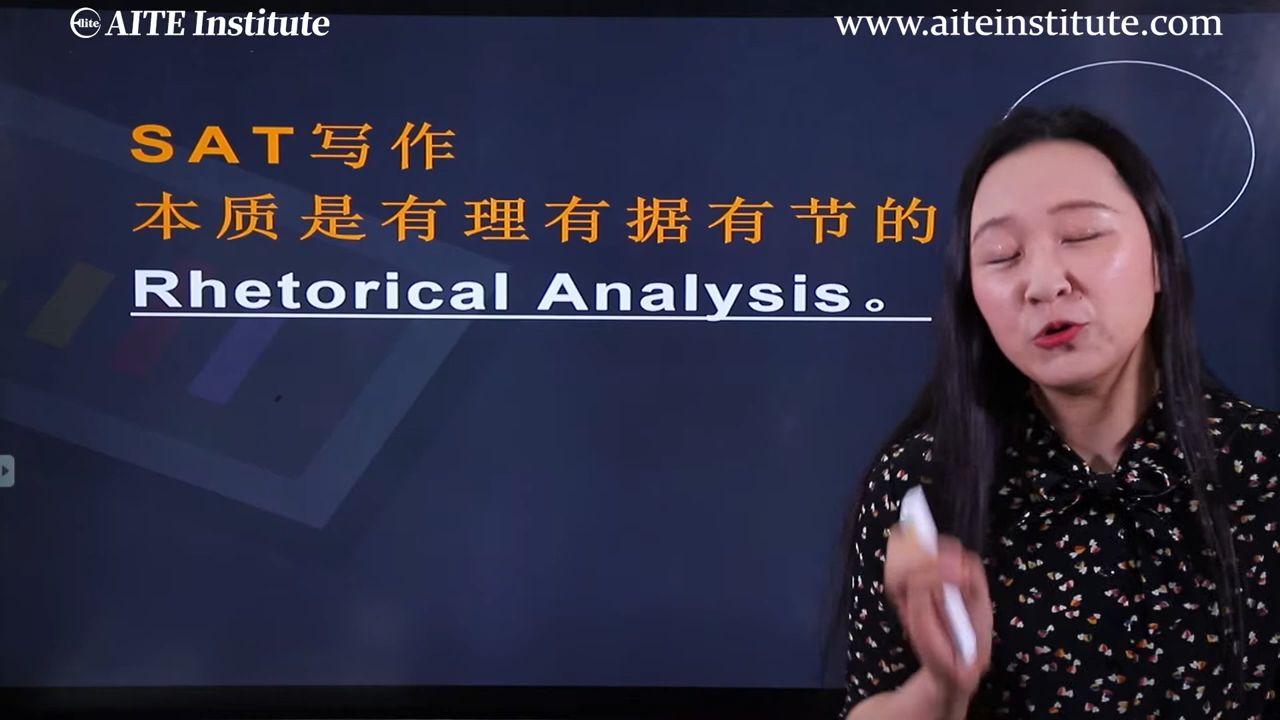 elite AITE Institute
www.aiteinstitute.com
SAT写作
本质是有理有据有节的
Rhetorical Analysis。